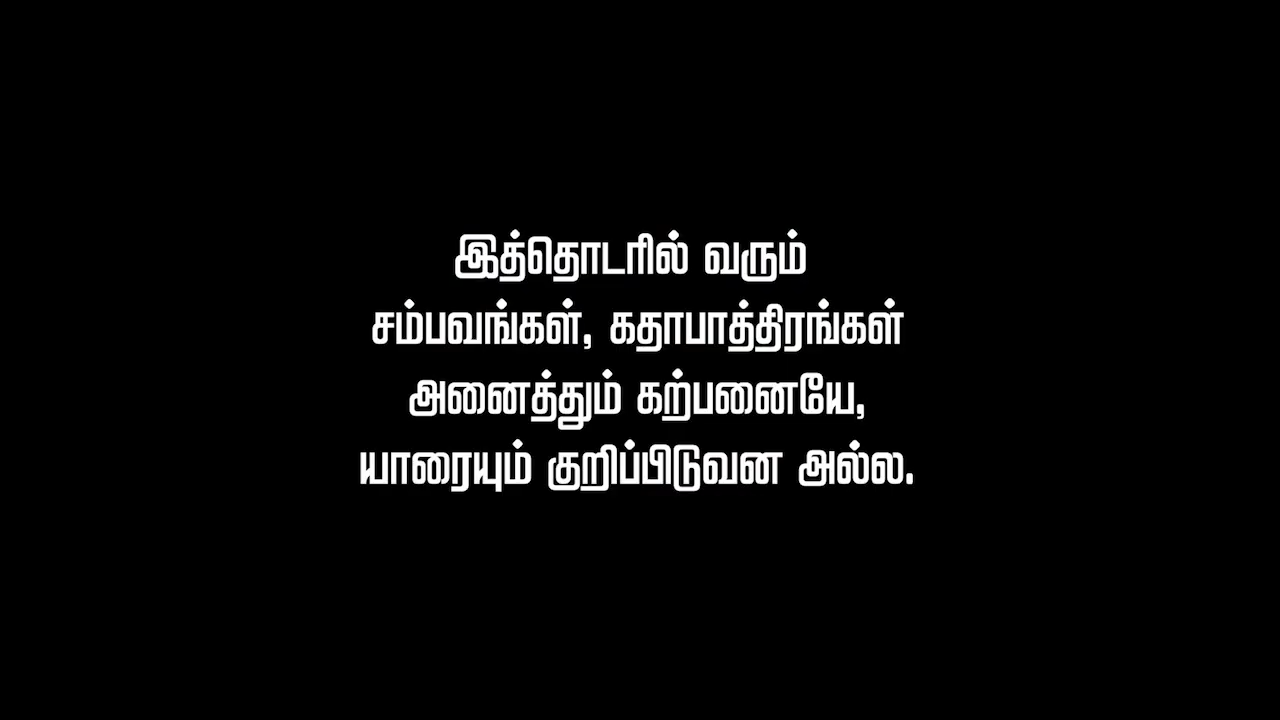 இத்தொடரில் வரும்
சம்பவங்கள், கதாபாத்திரங்கள்
அனைத்தும் கற்பனையே,
யாரையும் குறிப்பிடுவன அல்ல.